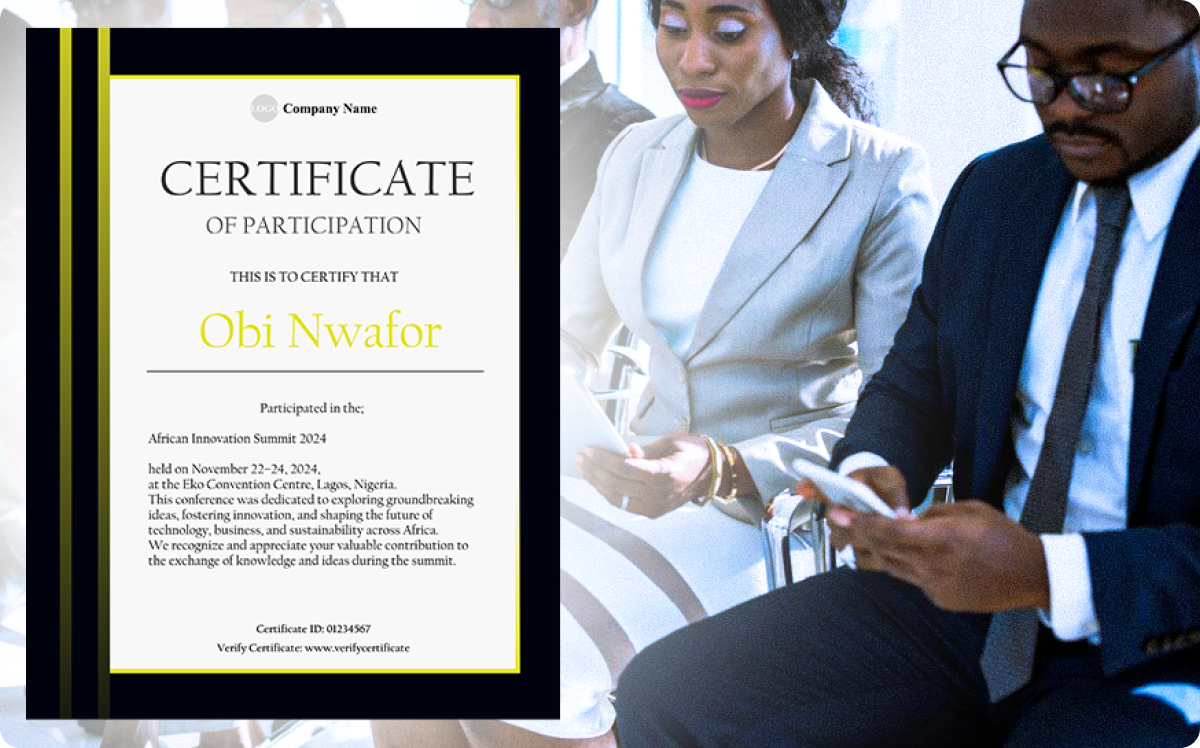 LOGO Company Name
CERTIFICATE
OF PARTICIPATION
THIS IS TO CERTIFY THAT
Obi Nwafor
Participated in the;
African Innovation Summit 2024
held on November 22–24, 2024,
at the Eko Convention Centre, Lagos, Nigeria.
This conference was dedicated to exploring groundbreaking
ideas, fostering innovation, and shaping the future of
technology, business, and sustainability across Africa.
We recognize and appreciate your valuable contribution to
the exchange of knowledge and ideas during the summit.
Certificate ID: 01234567
Verify Certificate: www.verifycertificate